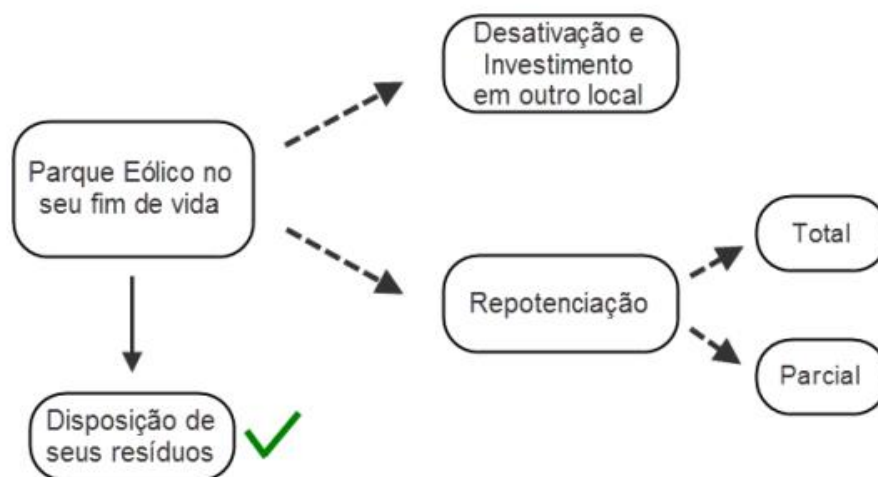 Desativação e
Investimento
em outro local
Parque Eólico no
seu fim de vida
Total
Repotenciação
Parcial
Disposição de
seus resíduos